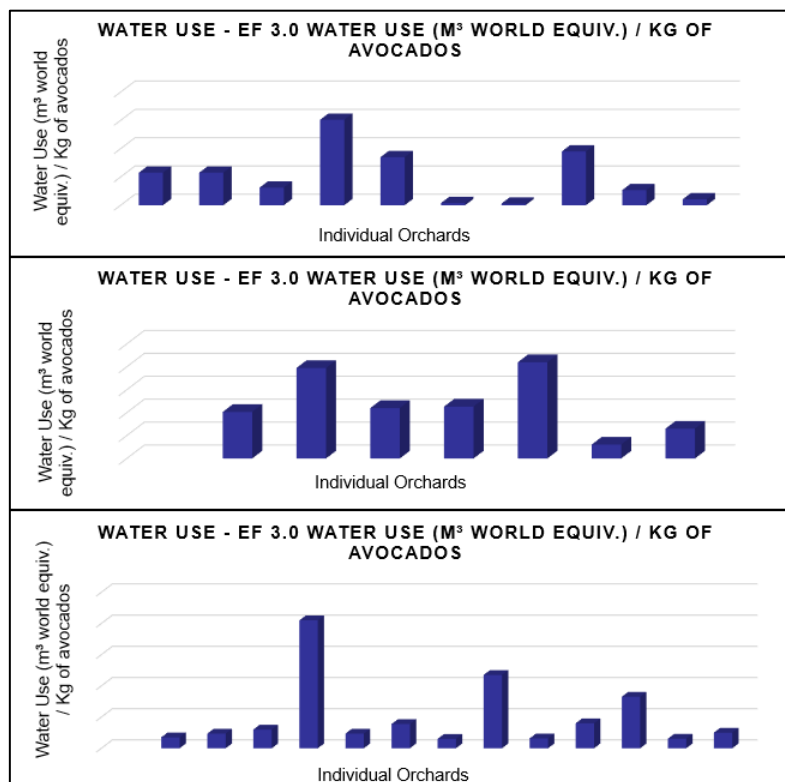 WATER USE - EF 3.0 WATER USE (M³ WORLD EQUIV.) / KG OF
AVOCADOS
Water Use (m³ world
equiv.) / Kg of avocados
Individual Orchards
WATER USE - EF 3.0 WATER USE (M³ WORLD EQUIV.) / KG OF
AVOCADOS
Water Use (m³ world
equiv.) / Kg of avocados
Individual Orchards
WATER USE - EF 3.0 WATER USE (M³ WORLD EQUIV.) / KG OF
AVOCADOS
Water Use (m³ world equiv.)
/ Kg of avocados
Individual Orchards